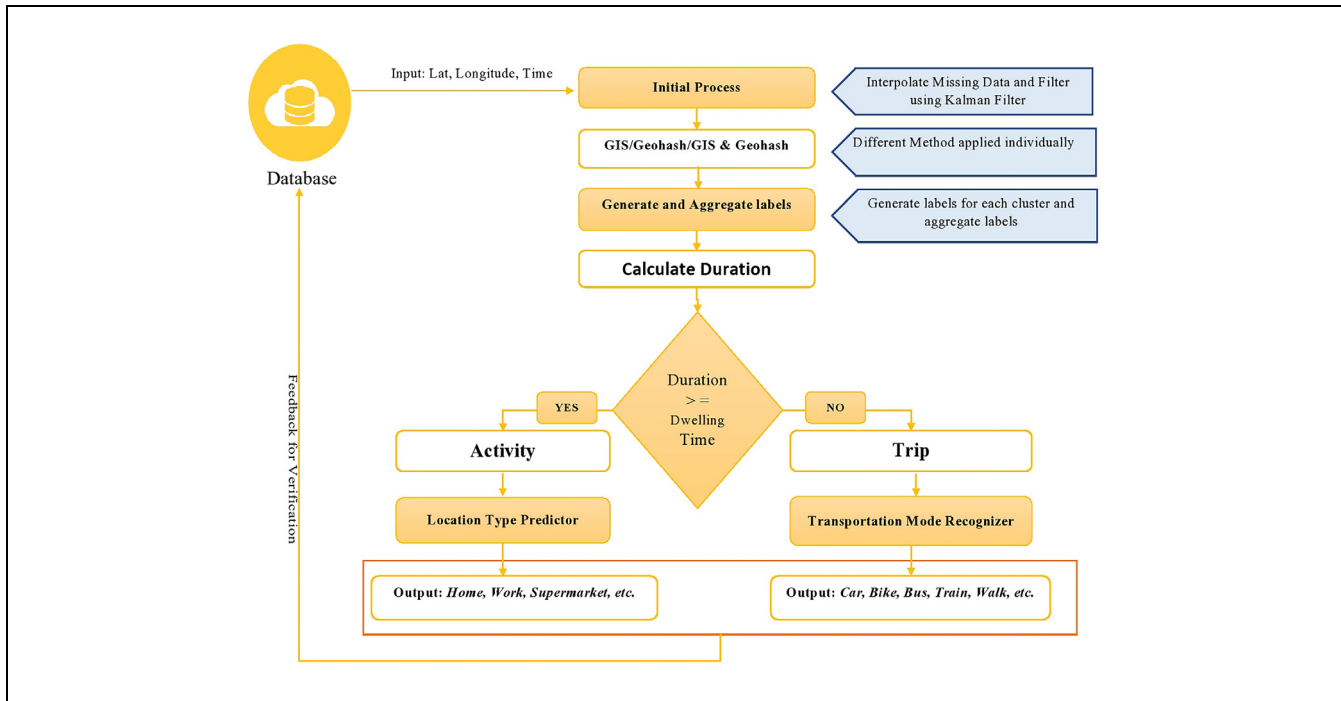 Input: Lat, Longitude, Time
Database
Initial Process
Interpolate Missing Data and Filter
using Kalman Filter
GIS/Geohash/GIS & Geohash
Different Method applied individually
Generate and Aggregate labels
Generate labels for each cluster and
aggregate labels
Calculate Duration
Duration
> =
Dwelling
Time
YES
NO
Activity
Trip
Location Type Predictor
Transportation Mode Recognizer
Output: Home, Work, Supermarket, etc.
Output: Car, Bike, Bus, Train, Walk, etc.
Feedback for Verification